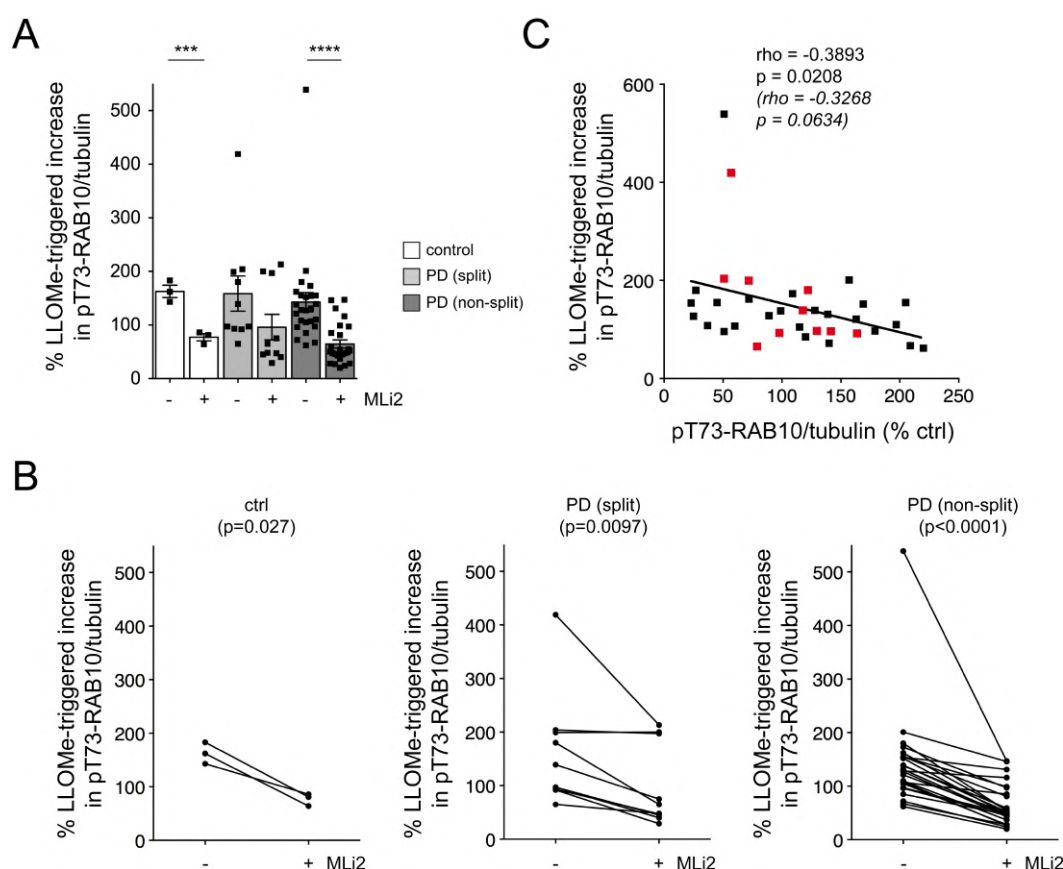 A
% LLOMe-triggered increase
in pT73-RAB10/tubulin
500
400
300
200
100
0
***
****
- + - + - + MLi2
control
PD (split)
PD (non-split)
C
% LLOMe-triggered increase
in pT73-RAB10/tubulin
rho = -0.3893
p = 0.0208
(rho = -0.3268
p = 0.0634)
600
400
200
0
0 50 100 150 200 250
pT73-RAB10/tubulin (% ctrl)
B
ctrl
(p=0.027)
% LLOMe-triggered increase
in pT73-RAB10/tubulin
500
400
300
200
100
0
- + MLi2
PD (split)
(p=0.0097)
% LLOMe-triggered increase
in pT73-RAB10/tubulin
500
400
300
200
100
0
- + MLi2
PD (non-split)
(p<0.0001)
% LLOMe-triggered increase
in pT73-RAB10/tubulin
500
400
300
200
100
0
- + MLi2